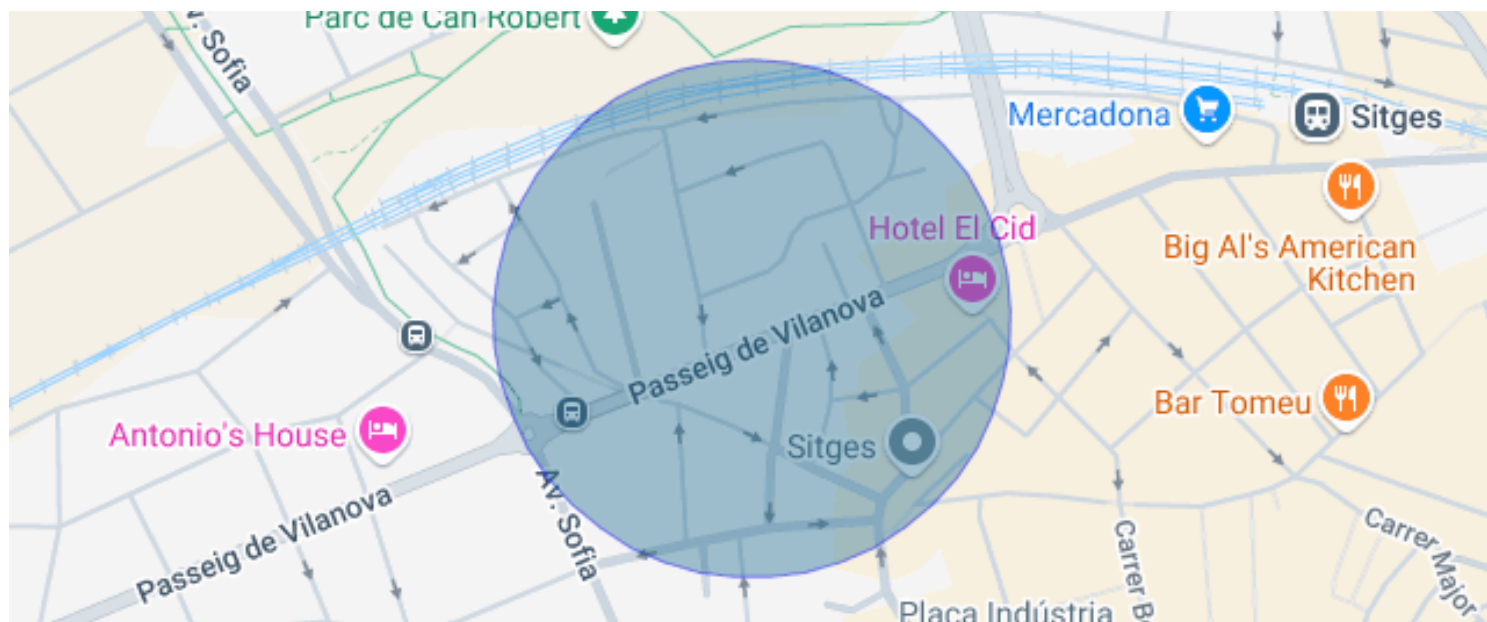 Parc de Can Robert
Av. Sofia
Mercadona
Sitges
Hotel El Cid
Big Al's American
Kitchen
Passeig de Vilanova
Bar Tomeu
Antonio's House
Sitges
Av. Sofia
Passeig de Vilanova
Carrer Major
Carrer B
Plaça Indústria